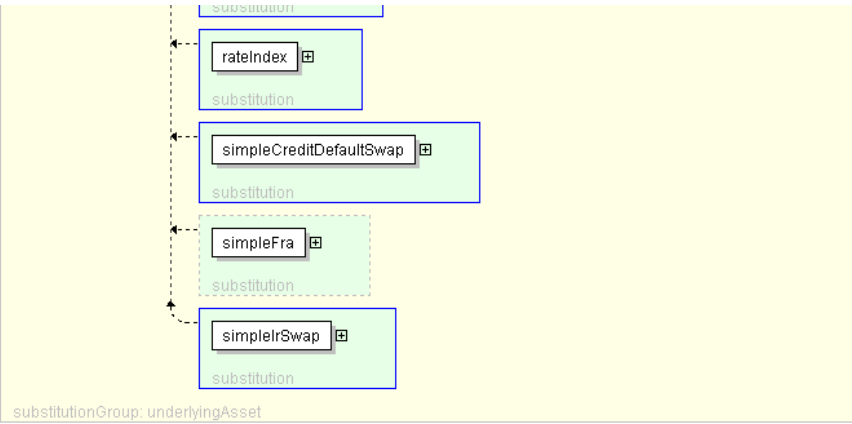 substitution
rateIndex
substitution
simpleCreditDefaultSwap
substitution
simpleFra
substitution
simpleIrSwap
substitution
substitutionGroup: underlyingAsset